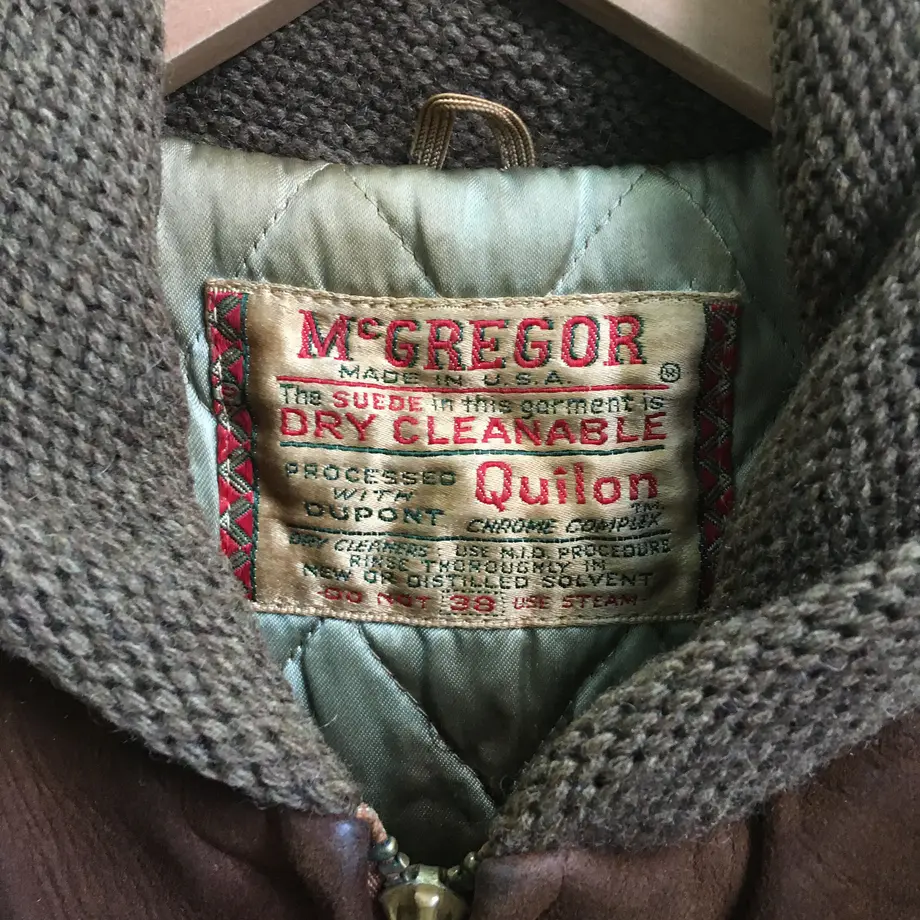 McGREGOR
MADE IN U.S.A. ®
The SUEDE in this garment is
DRY CLEANABLE
PROCESSED
WITH
DUPONT
Quilon
TM.
CHROME COMPLEX
DRY CLEANERS: USE N.I.D. PROCEDURE
RINSE THOROUGHLY IN
NEW OR DISTILLED SOLVENT
DO NOT 38 USE STEAM